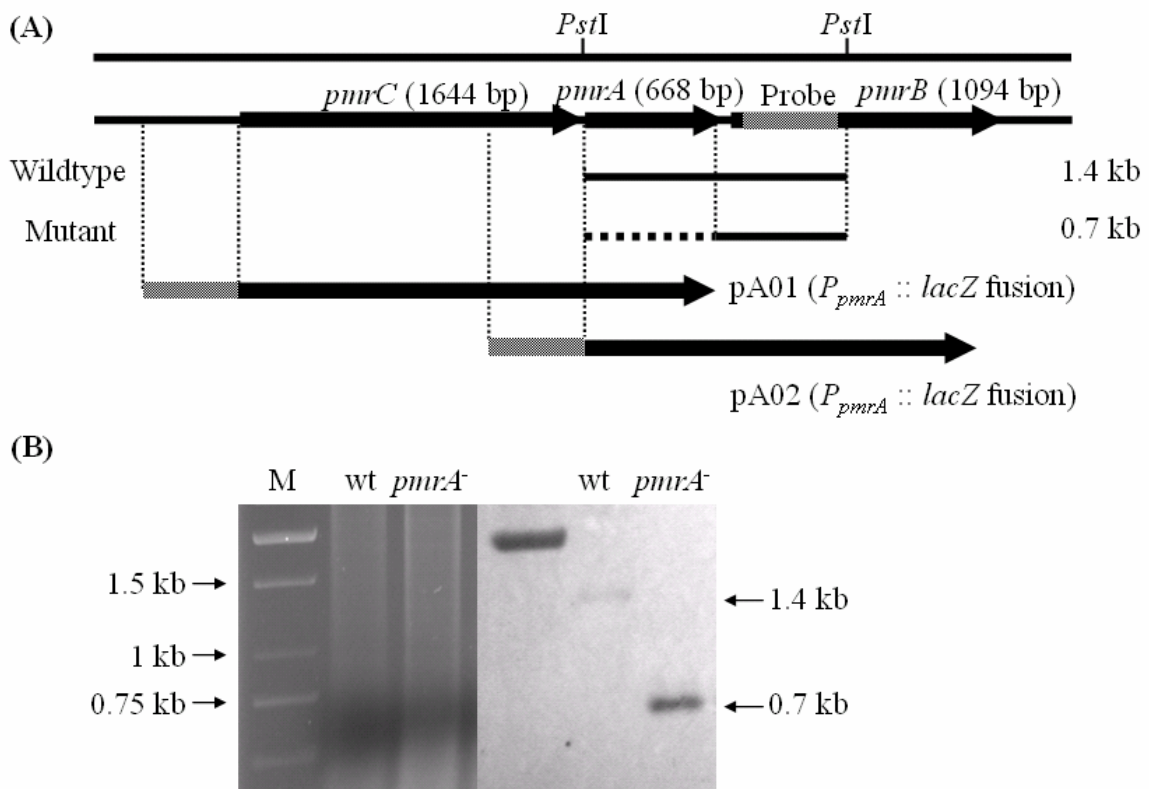 (A)
PstI PstI
pmrC (1644 bp) pmrA (668 bp) Probe pmrB (1094 bp)
Wildtype 1.4 kb
Mutant 0.7 kb
pA01 (PpmrA :: lacZ fusion)
pA02 (PpmrA :: lacZ fusion)
(B)
M wt pmrA- wt pmrA-
1.5 kb
1.4 kb
1 kb
0.75 kb
0.7 kb